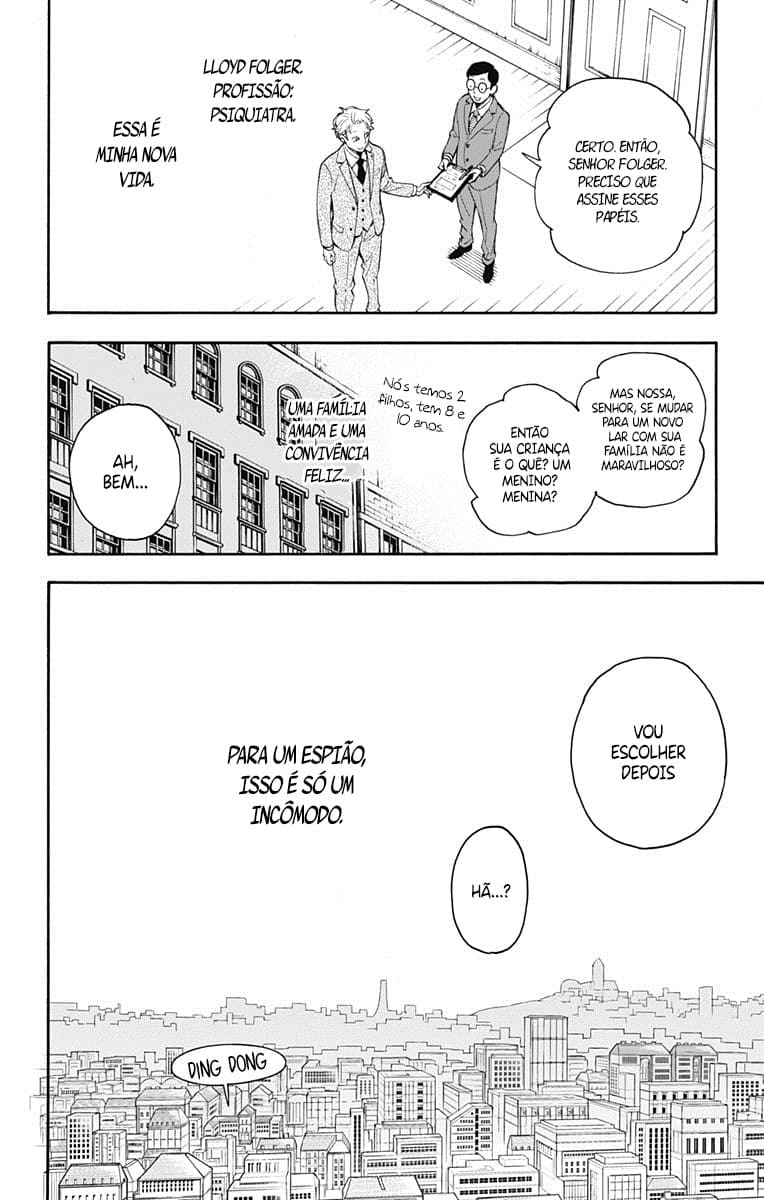 CERTO. ENTÃO,
SENHOR FOLGER.
PRECISO QUE
ASSINE ESSES
PAPÉIS.
LLOYD FOLGER.
PROFISSÃO:
PSIQUIATRA.
ESSA É
MINHA NOVA
VIDA.
MAS NOSSA,
SENHOR, SE MUDAR
PARA UM NOVO
LAR COM SUA
FAMÍLIA NÃO É
MARAVILHOSO?
ENTÃO
SUA CRIANÇA
É O QUÊ? UM
MENINO?
MENINA?
Nós temos 2
filhos, tem 8 e
10 anos.
UMA FAMÍLIA
AMADA E UMA
CONVIVÊNCIA
FELIZ...
AH,
BEM...
VOU
ESCOLHER
DEPOIS
HÃ...?
PARA UM ESPIÃO,
ISSO É SÓ UM
INCÔMODO.
DING DONG